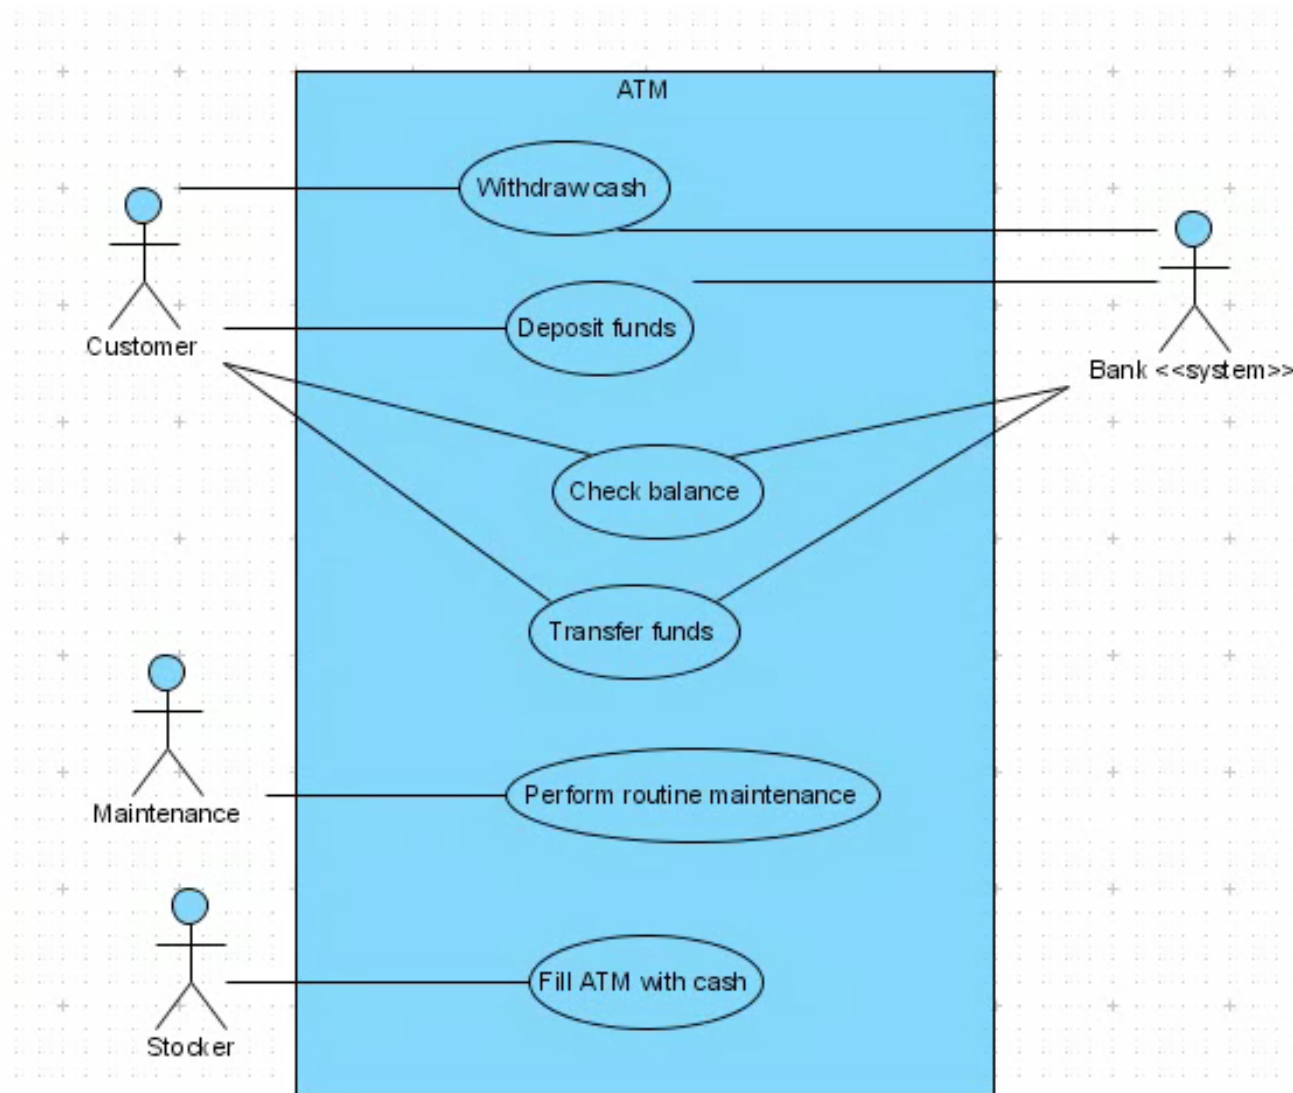 ATM
Withdraw cash
Deposit funds
Customer
Bank <<system>>
Check balance
Transfer funds
Perform routine maintenance
Maintenance
Fill ATM with cash
Stocker